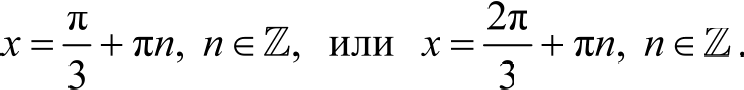 x = π/3 + πn, n ∈ ℤ, или x = 2π/3 + πn, n ∈ ℤ.